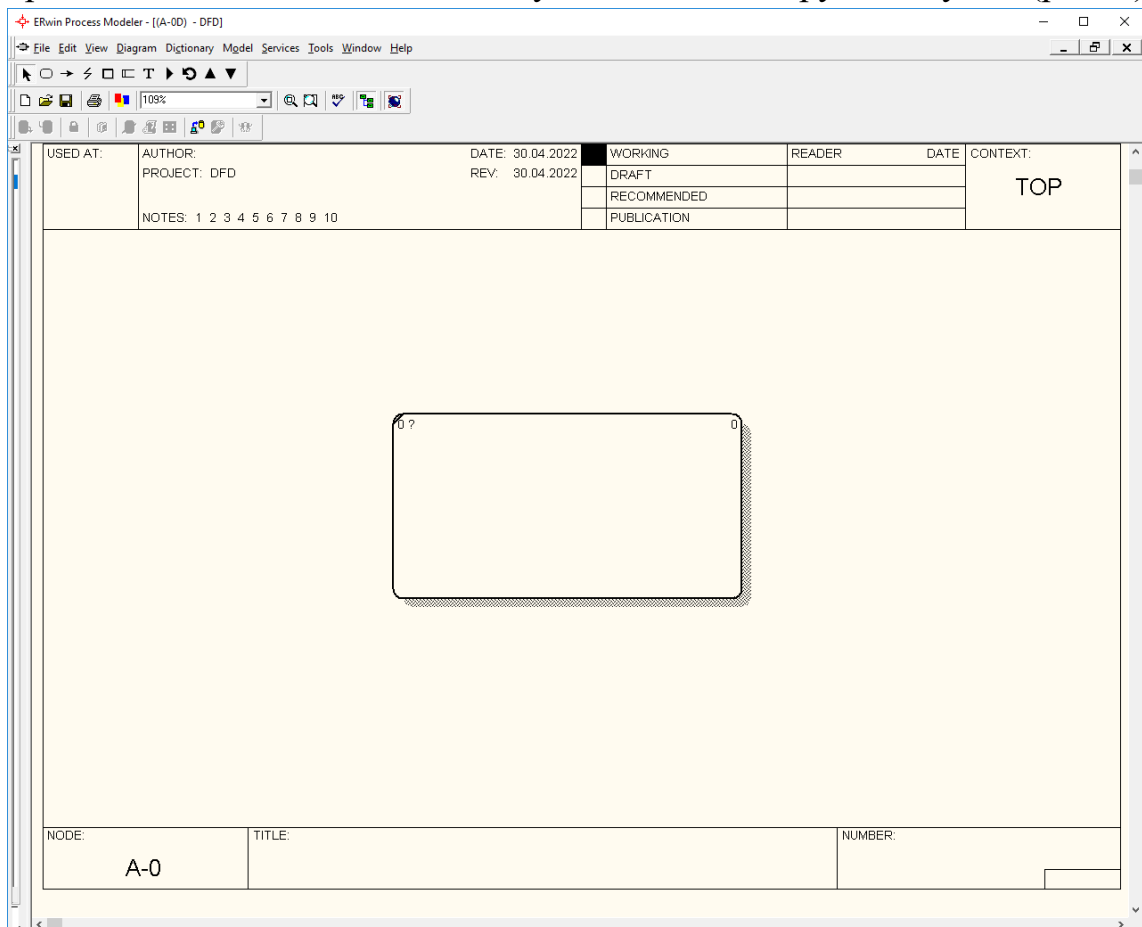 ERwin Process Modeler - [(A-0D) - DFD]
File Edit View Diagram Dictionary Model Services Tools Window Help
T
109%
ABC
USED AT:
AUTHOR:
DATE: 30.04.2022
PROJECT: DFD
REV: 30.04.2022
NOTES: 1 2 3 4 5 6 7 8 9 10
WORKING
DRAFT
RECOMMENDED
PUBLICATION
READER DATE
CONTEXT:
TOP
0 ? 0
NODE:
A-0
TITLE:
NUMBER: